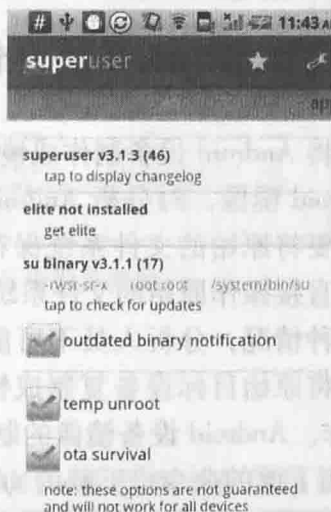 # 11:43 A
superuser
superuser v3.1.3 (46)
tap to display changelog
elite not installed
get elite
su binary v3.1.1 (17)
-rwsr-sr-x root root /system/bin/su
tap to check for updates
outdated binary notification
temp unroot
ota survival
note: these options are not guaranteed
and will not work for all devices